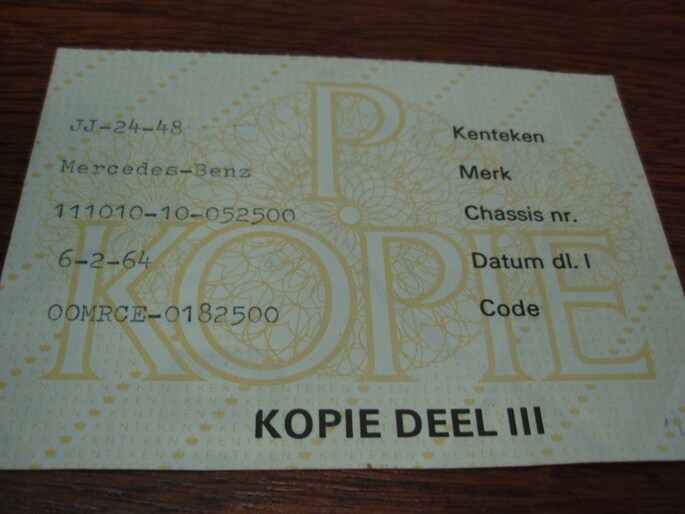 P
KOPIE
JJ-24-48 Kenteken
Mercedes-Benz Merk
111010-10-052500 Chassis nr.
6-2-64 Datum dl. I
OOMRCE-0182500 Code
KOPIE DEEL III